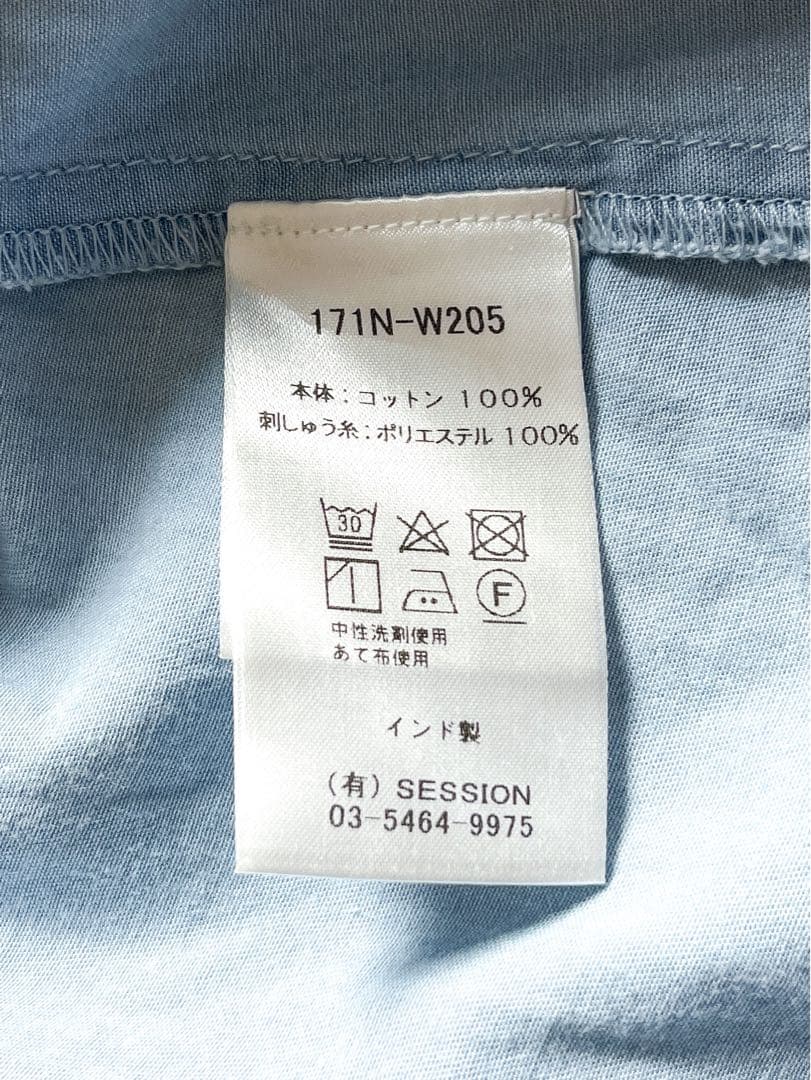 171N-W205
本体：コットン 100%
刺しゅう糸：ポリエステル 100%
30
F
中性洗剤使用
あて布使用
インド製
(有) SESSION
03-5464-9975